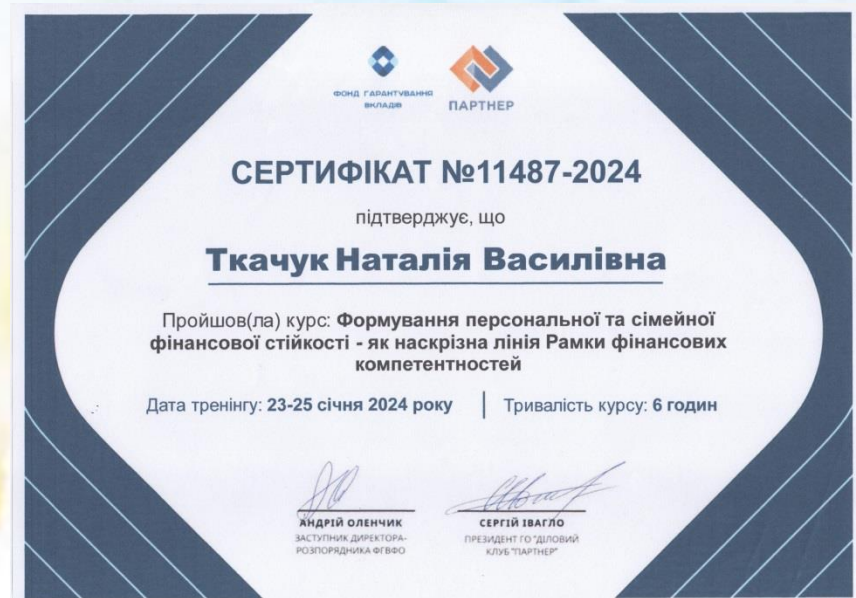 ФОНД ГАРАНТУВАННЯ
ВКЛАДІВ
ПАРТНЕР
СЕРТИФІКАТ №11487-2024
підтверджує, що
Ткачук Наталія Василівна
Пройшов(ла) курс: Формування персональної та сімейної
фінансової стійкості - як наскрізна лінія Рамки фінансових
компетентностей
Дата тренінгу: 23-25 січня 2024 року | Тривалість курсу: 6 годин
АНДРІЙ ОЛЕНЧИК
ЗАСТУПНИК ДИРЕКТОРА-
РОЗПОРЯДНИКА ФГВФО
СЕРГІЙ ІВАГЛО
ПРЕЗИДЕНТ ГО "ДІЛОВИЙ
КЛУБ "ПАРТНЕР"